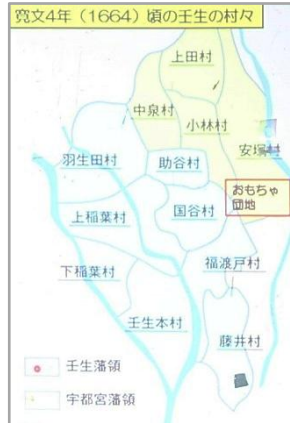 寛文4年（1664）頃の壬生の村々
上田村
中泉村
小林村
安塚村
羽生田村
助谷村
おもちゃ
団地
上稲葉村
国谷村
下稲葉村
福渡戸村
壬生本村
藤井村
壬生藩領
宇都宮藩領